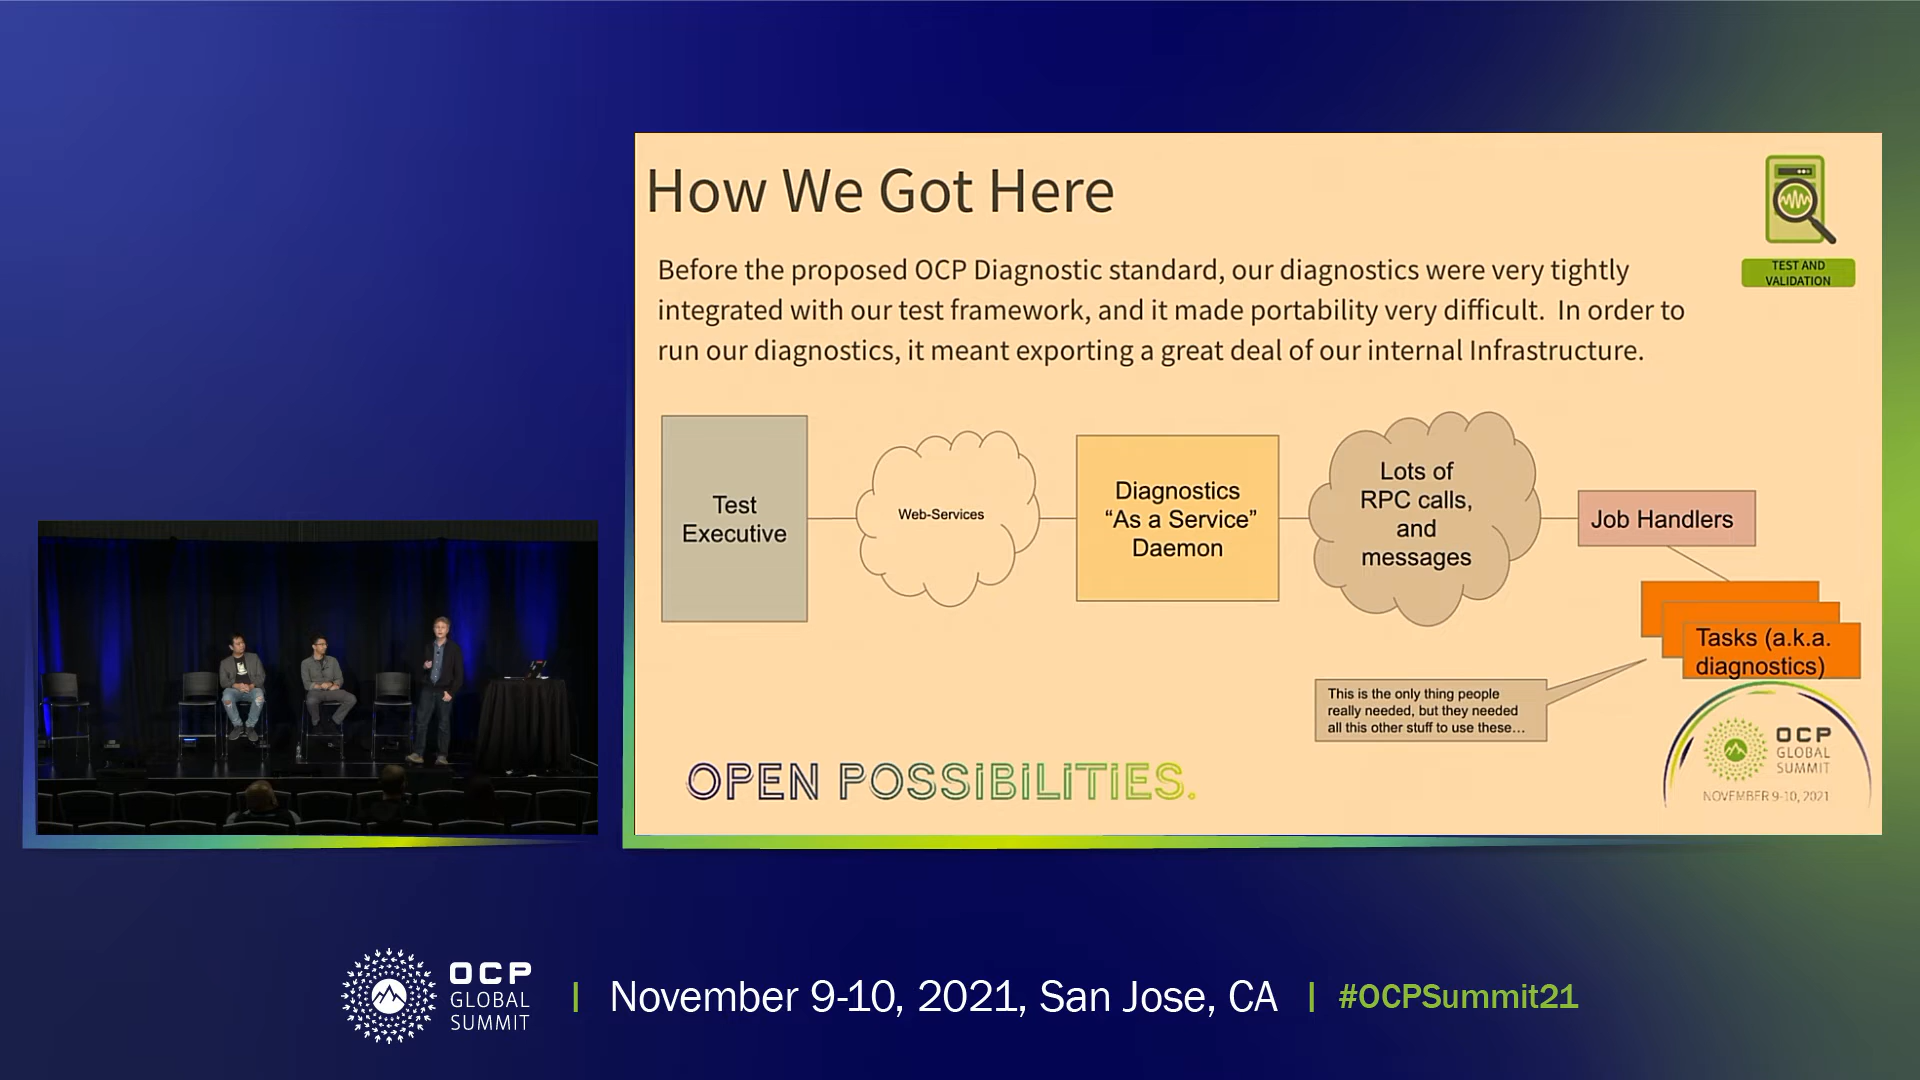 How We Got Here
TEST AND
VALIDATION
Before the proposed OCP Diagnostic standard, our diagnostics were very tightly
integrated with our test framework, and it made portability very difficult.  In order to
run our diagnostics, it meant exporting a great deal of our internal Infrastructure.
Test
Executive
Web-Services
Diagnostics
“As a Service”
Daemon
Lots of
RPC calls,
and
messages
Job Handlers
Tasks (a.k.a.
diagnostics)
This is the only thing people
really needed, but they needed
all this other stuff to use these…
OPEN POSSIBILITIES.
OCP
GLOBAL
SUMMIT
NOVEMBER 9-10, 2021
OCP
GLOBAL
SUMMIT
November 9-10, 2021, San Jose, CA
#OCPSummit21